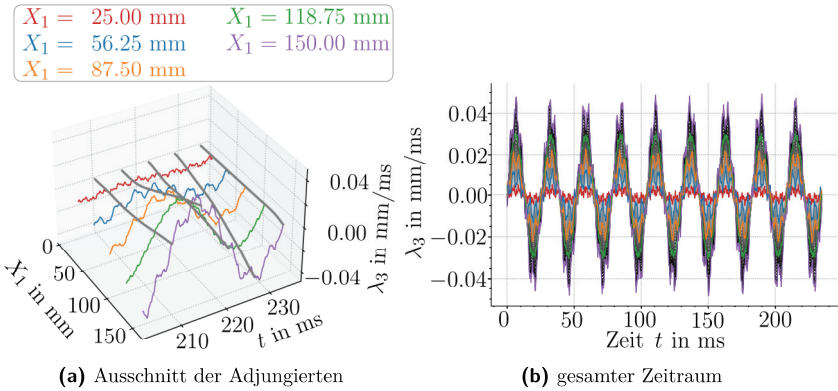 X₁ = 25.00 mm
X₁ = 56.25 mm
X₁ = 87.50 mm
X₁ = 118.75 mm
X₁ = 150.00 mm
0
50
100
150
X₁ in mm
210
220
230
t in ms
0.04
0.00
−0.04
λ₃ in mm/ms
(a) Ausschnitt der Adjungierten
0.04
0.02
0.00
−0.02
−0.04
λ₃ in mm/ms
0 50 100 150 200
Zeit t in ms
(b) gesamter Zeitraum